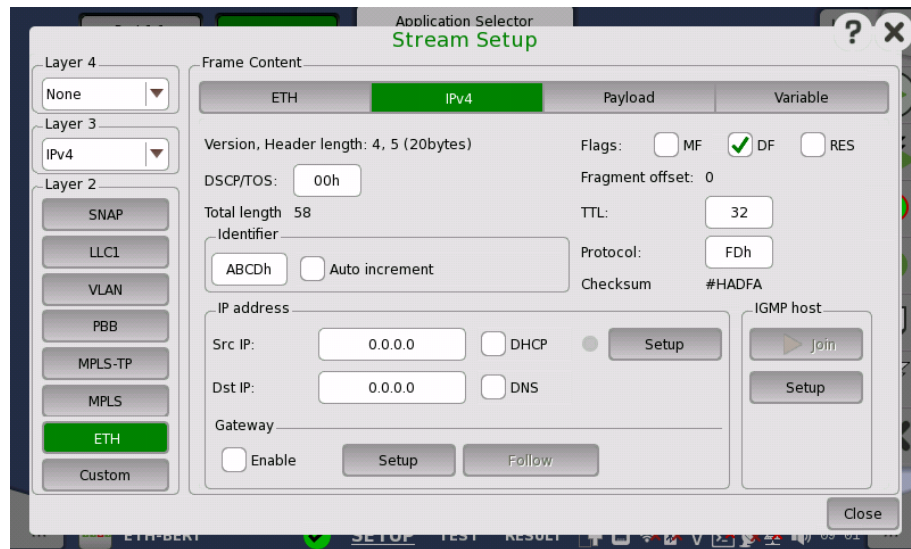 Application Selector
Stream Setup
?
Layer 4
None
Layer 3
IPv4
Layer 2
SNAP
LLC1
VLAN
PBB
MPLS-TP
MPLS
ETH
Custom
Frame Content
ETH IPv4 Payload Variable
Version, Header length: 4, 5 (20bytes)
Flags: MF DF RES
DSCP/TOS: 00h
Fragment offset: 0
Total length 58
TTL: 32
Identifier
ABCDh Auto increment
Protocol: FDh
Checksum #HADFA
IP address
Src IP: 0.0.0.0 DHCP Setup
Dst IP: 0.0.0.0 DNS
Gateway
Enable Setup Follow
IGMP host
Join
Setup
Close
ETH-BERT SETUP TEST RESULT